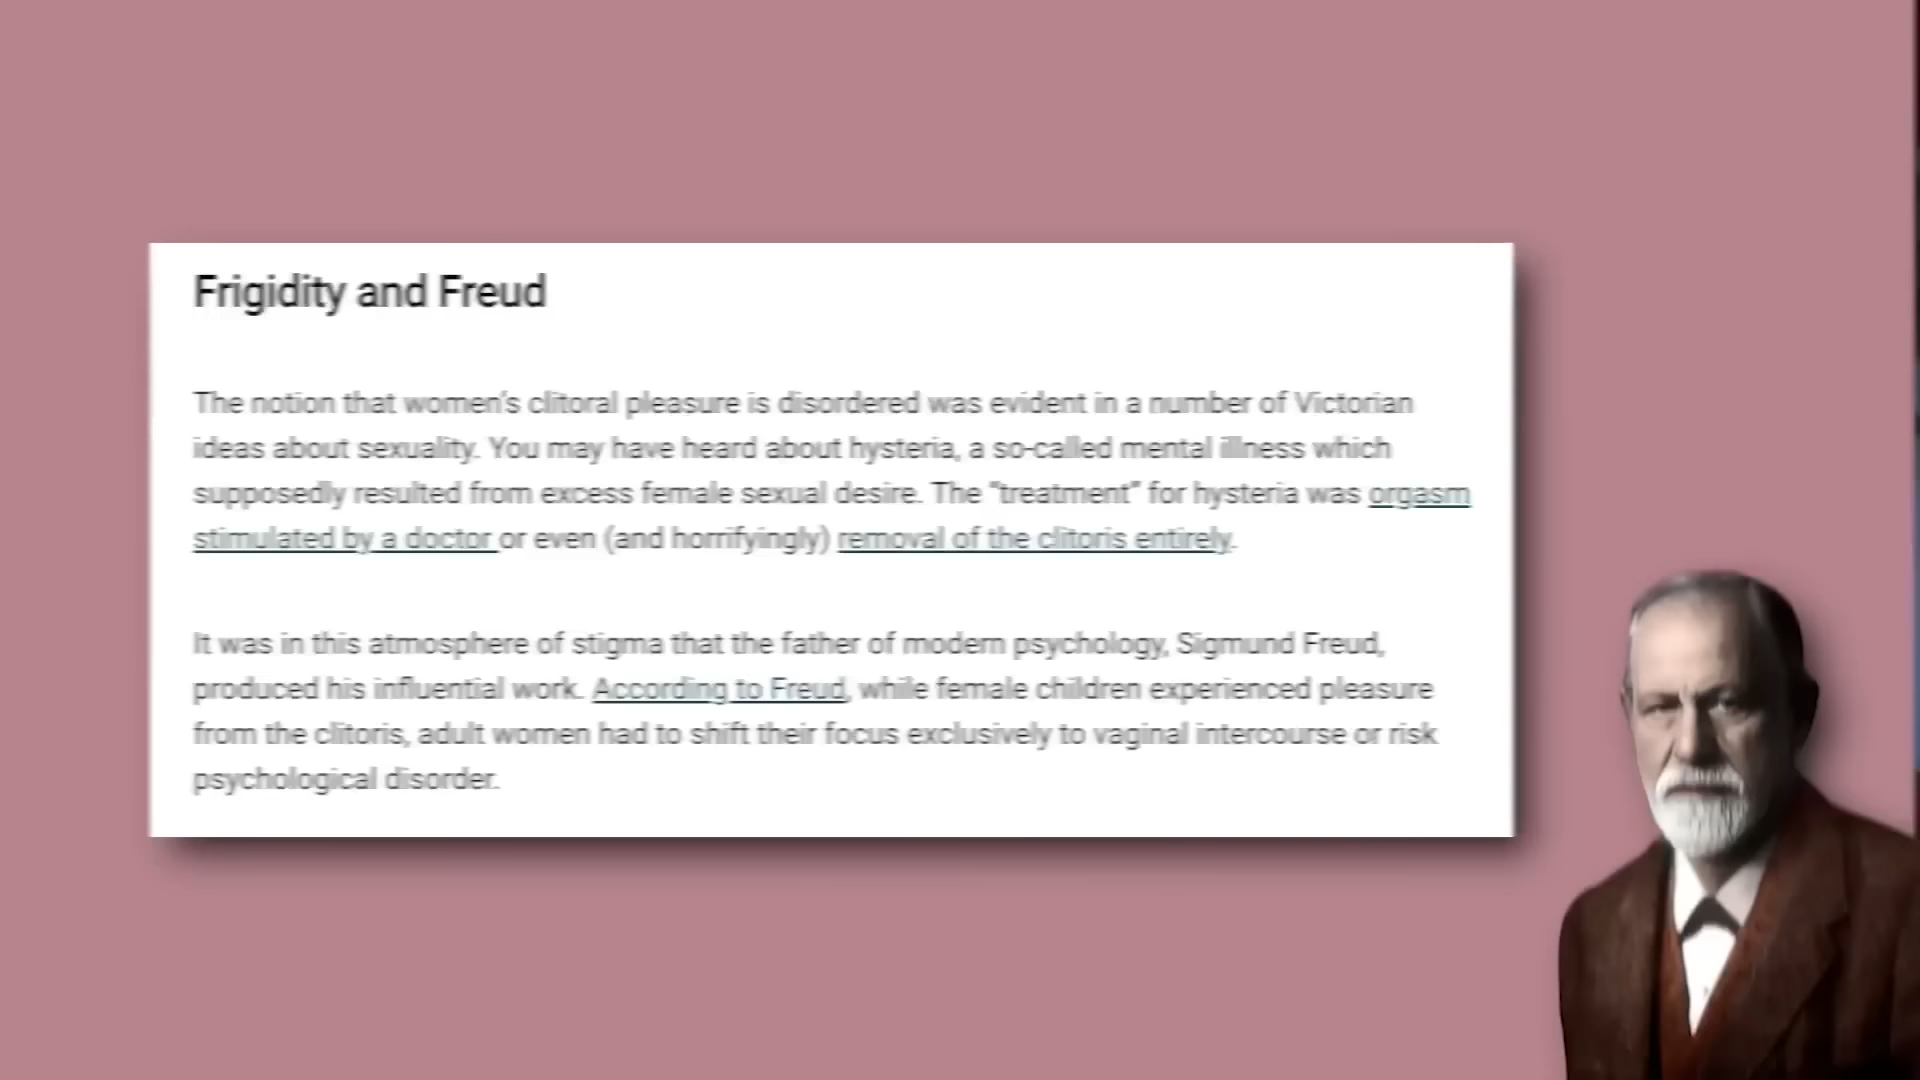 Frigidity and Freud
The notion that women's clitoral pleasure is disordered was evident in a number of Victorian
ideas about sexuality. You may have heard about hysteria, a so-called mental illness which
supposedly resulted from excess female sexual desire. The “treatment” for hysteria was orgasm
stimulated by a doctor or even (and horrifyingly) removal of the clitoris entirely.
It was in this atmosphere of stigma that the father of modern psychology, Sigmund Freud,
produced his influential work. According to Freud, while female children experienced pleasure
from the clitoris, adult women had to shift their focus exclusively to vaginal intercourse or risk
psychological disorder.